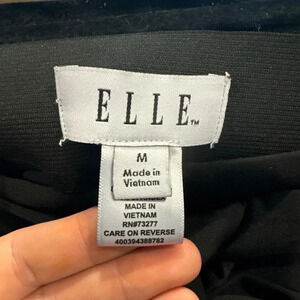 ELLE™
M
Made in
Vietnam
MADE IN
VIETNAM
RN#73277
CARE ON REVERSE
400394388782